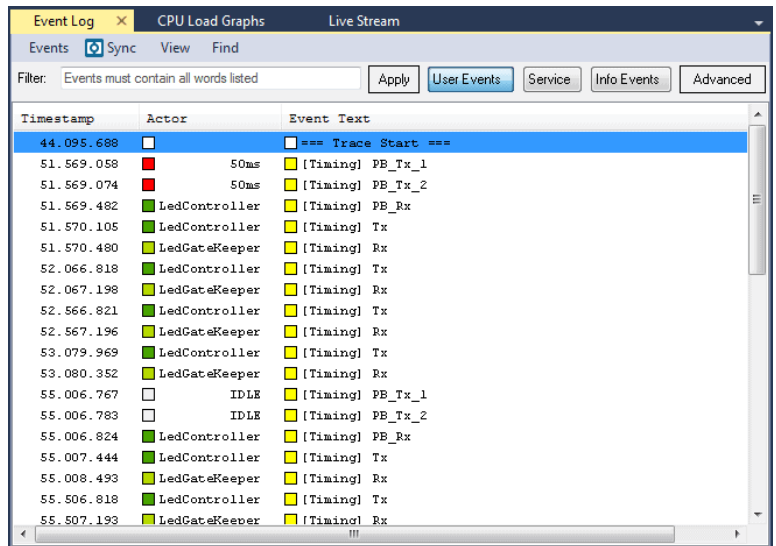 Event Log × CPU Load Graphs Live Stream
Events Sync View Find
Filter: Events must contain all words listed Apply User Events Service Info Events Advanced
Timestamp Actor Event Text
44.095.688 === Trace Start ===
51.569.058 50ms [Timing] PB_Tx_1
51.569.074 50ms [Timing] PB_Tx_2
51.569.482 LedController [Timing] PB_Rx
51.570.105 LedController [Timing] Tx
51.570.480 LedGateKeeper [Timing] Rx
52.066.818 LedController [Timing] Tx
52.067.198 LedGateKeeper [Timing] Rx
52.566.821 LedController [Timing] Tx
52.567.196 LedGateKeeper [Timing] Rx
53.079.969 LedController [Timing] Tx
53.080.352 LedGateKeeper [Timing] Rx
55.006.767 IDLE [Timing] PB_Tx_1
55.006.783 IDLE [Timing] PB_Tx_2
55.006.824 LedController [Timing] PB_Rx
55.007.444 LedController [Timing] Tx
55.008.493 LedGateKeeper [Timing] Rx
55.506.818 LedController [Timing] Tx
55.507.193 LedGateKeeper [Timing] Rx